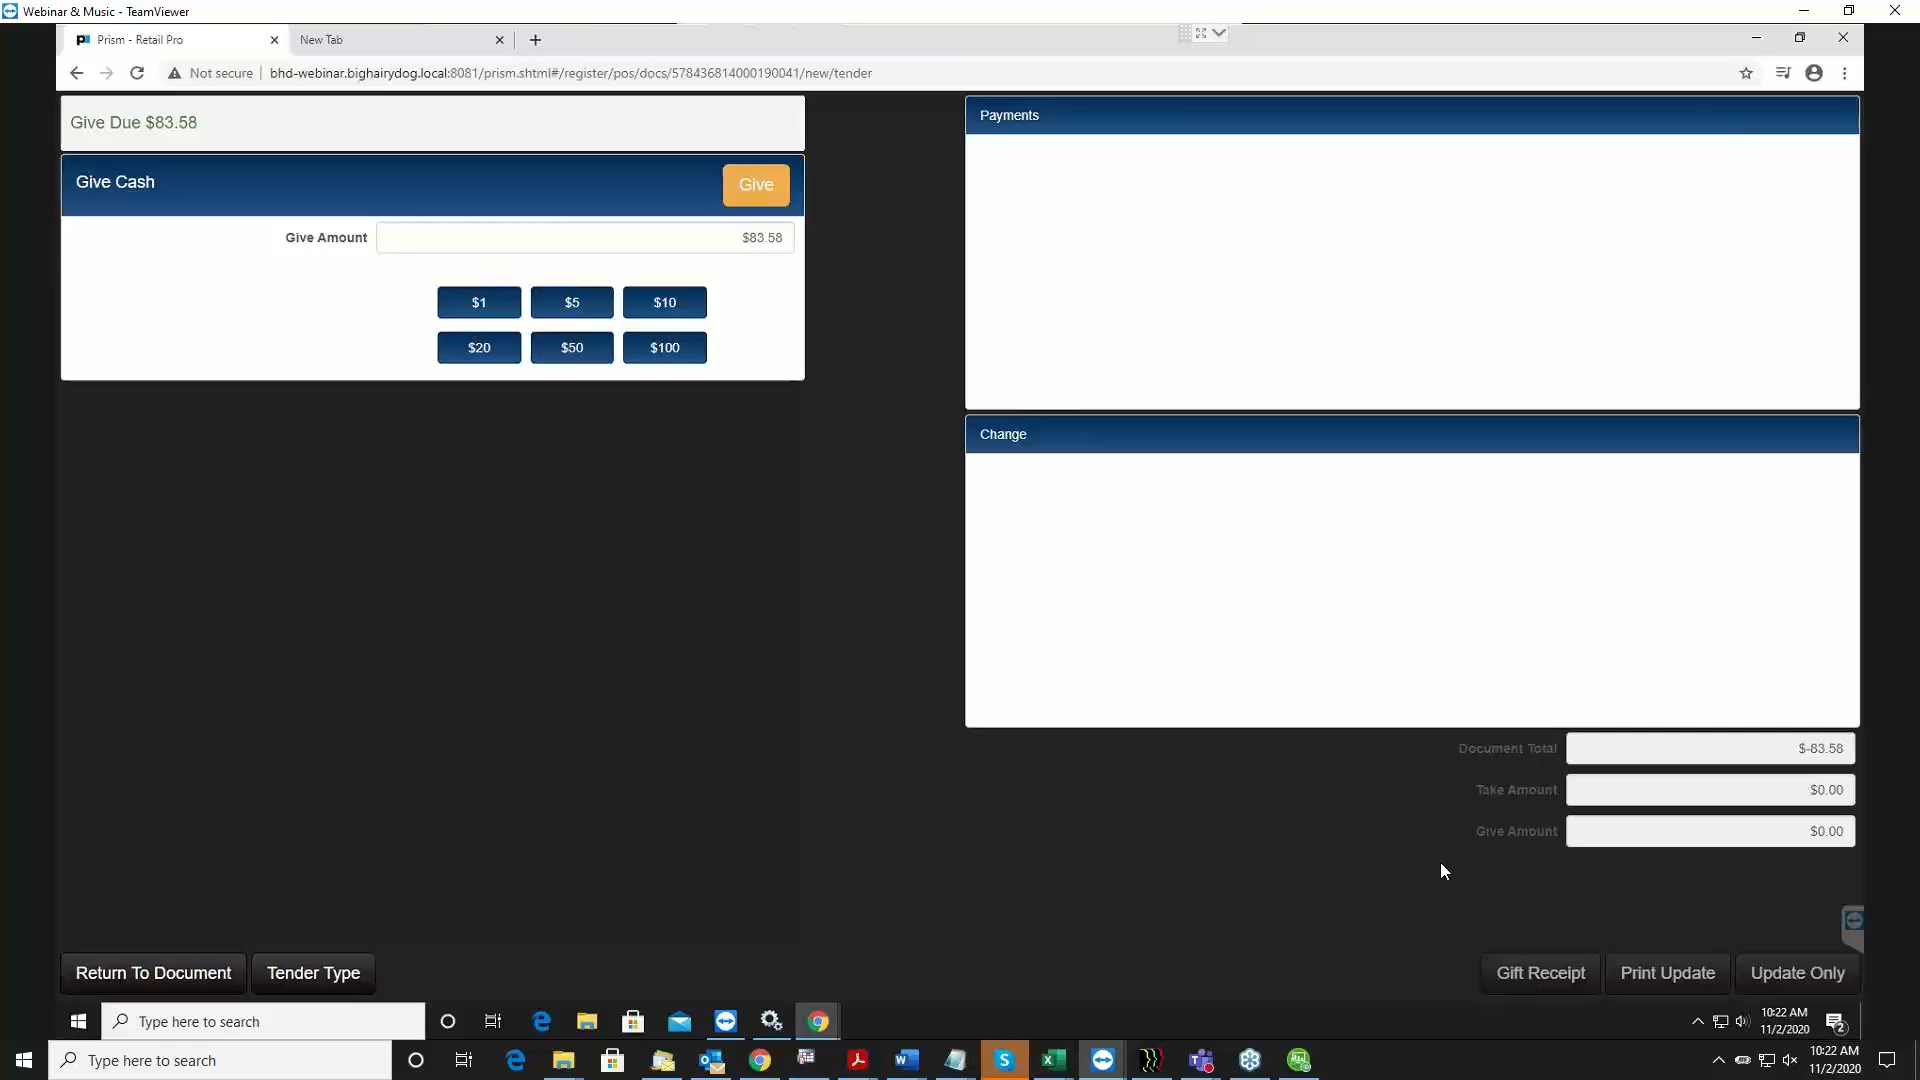 Webinar & Music - TeamViewer
Prism - Retail Pro
New Tab
Not secure
bhd-webinar.bighairydog.local:8081/prism.shtml#/register/pos/docs/578436814000190041/new/tender
Give Due $83.58
Give Cash
Give
Give Amount
$83.58
$1
$5
$10
$20
$50
$100
Payments
Change
Document Total
$-83.58
Take Amount
$0.00
Give Amount
$0.00
Return To Document
Tender Type
Gift Receipt
Print Update
Update Only
Type here to search
10:22 AM
11/2/2020
2
Type here to search
10:22 AM
11/2/2020